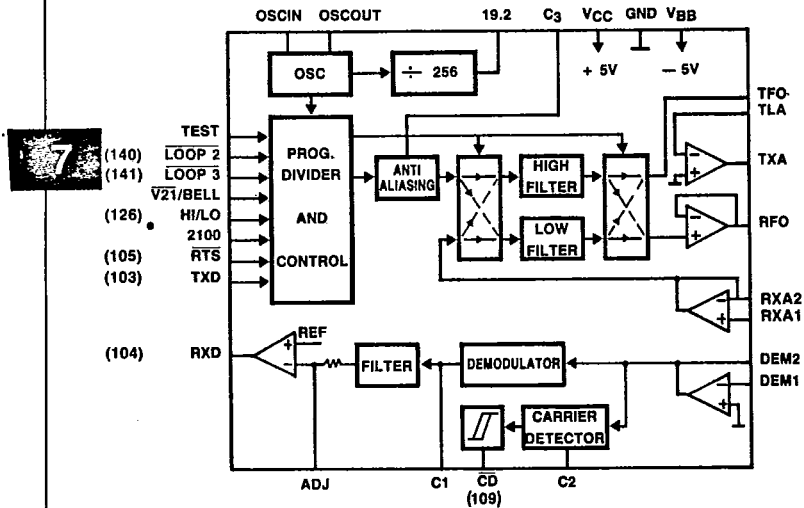 OSCIN OSCOUT 19.2 C3 VCC GND VBB
OSC ÷ 256 + 5V − 5V
TFO
TLA
7
TEST
(140) LOOP 2
(141) LOOP 3
V21/BELL
(126) HI/LO
2100
(105) RTS
(103) TXD
PROG.
DIVIDER
AND
CONTROL
ANTI
ALIASING
HIGH
FILTER
LOW
FILTER
− +
TXA
− +
RFO
− +
RXA2
RXA1
(104) RXD
+ −
REF
FILTER
DEMODULATOR
DEM2
DEM1
− +
CARRIER
DETECTOR
ADJ C1 CD C2
(109)